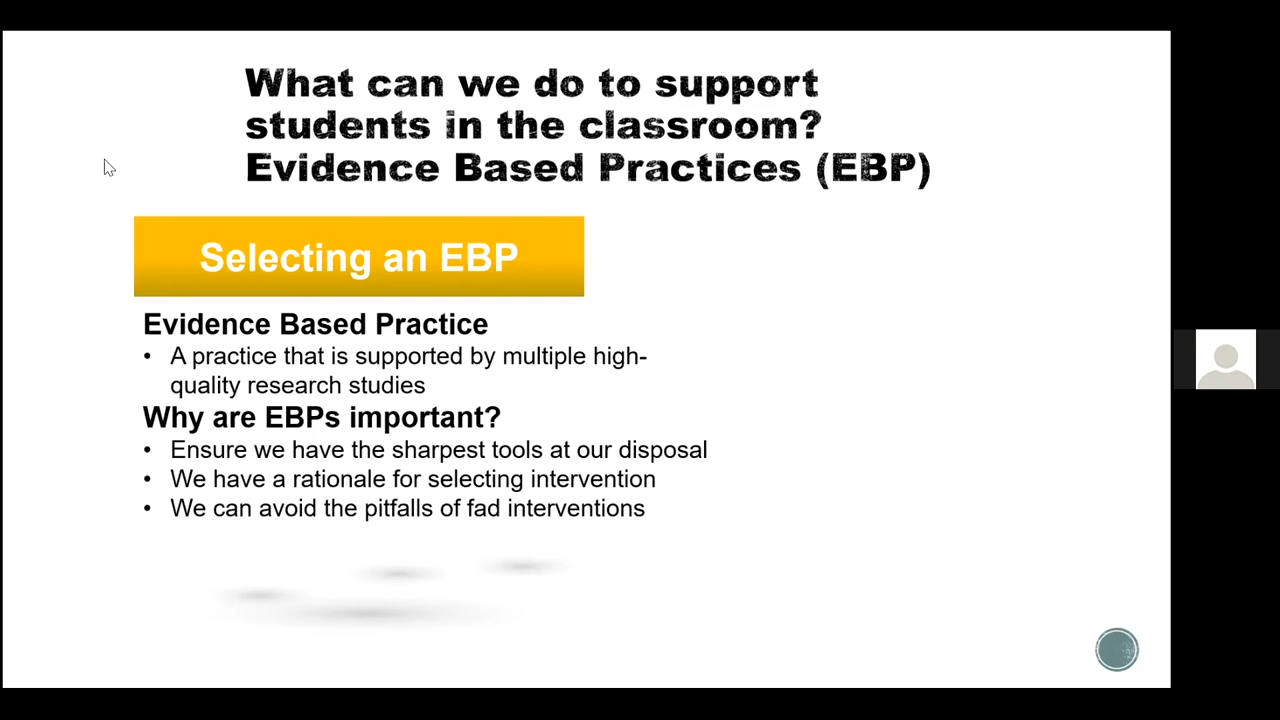 What can we do to support
students in the classroom?
Evidence Based Practices (EBP)
Selecting an EBP
Evidence Based Practice
• A practice that is supported by multiple high-
quality research studies
Why are EBPs important?
• Ensure we have the sharpest tools at our disposal
• We have a rationale for selecting intervention
• We can avoid the pitfalls of fad interventions